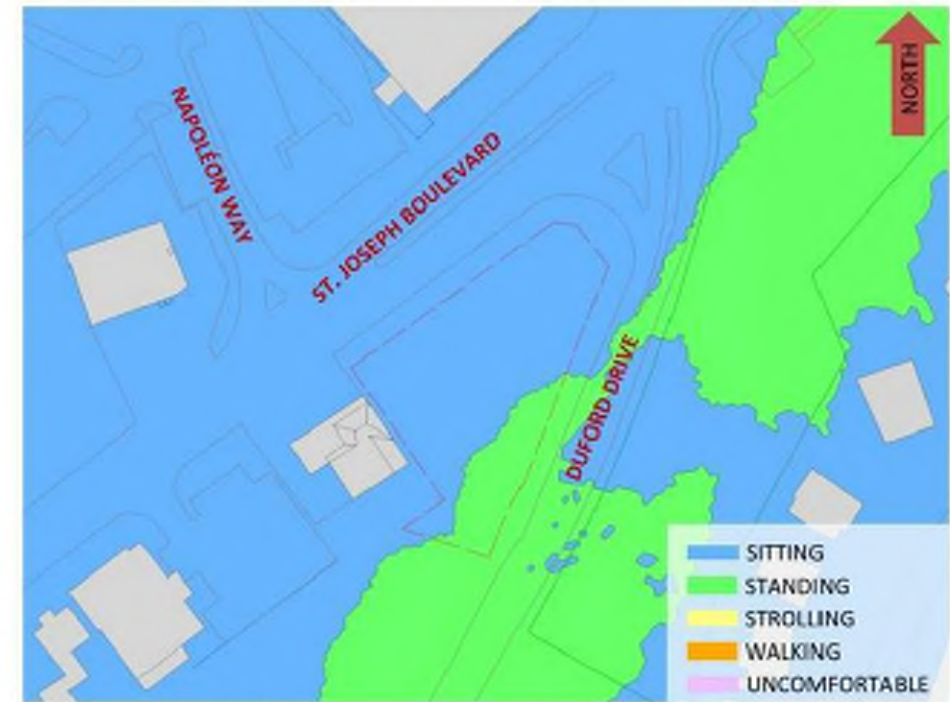 NORTH
NAPOLÉON WAY
ST. JOSEPH BOULEVARD
DUFORD DRIVE
SITTING
STANDING
STROLLING
WALKING
UNCOMFORTABLE